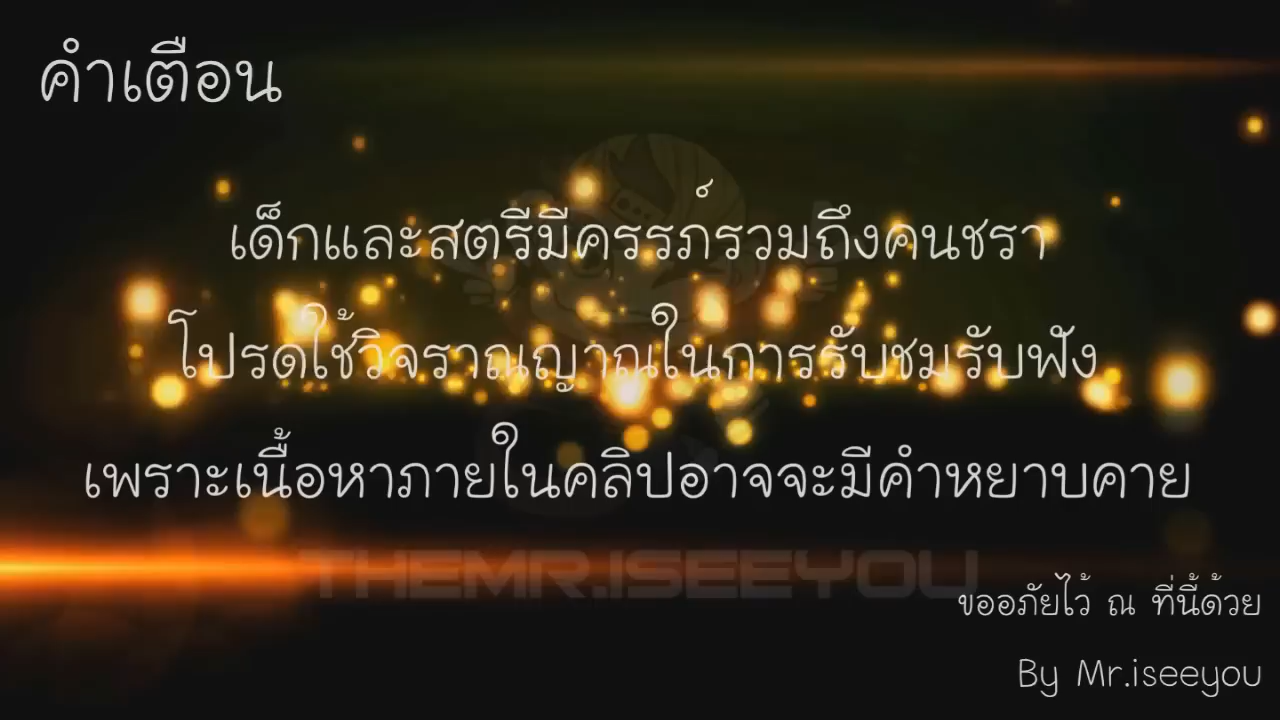 คำเตือน
เด็กและสตรีมีครรภ์รวมถึงคนชรา
โปรดใช้วิจราณญาณในการรับชมรับฟัง
เพราะเนื้อหาภายในคลิปอาจจะมีคำหยาบคาย
THEMR.ISEEYOU
ขออภัยไว้ ณ ที่นี้ด้วย
By Mr.iseeyou